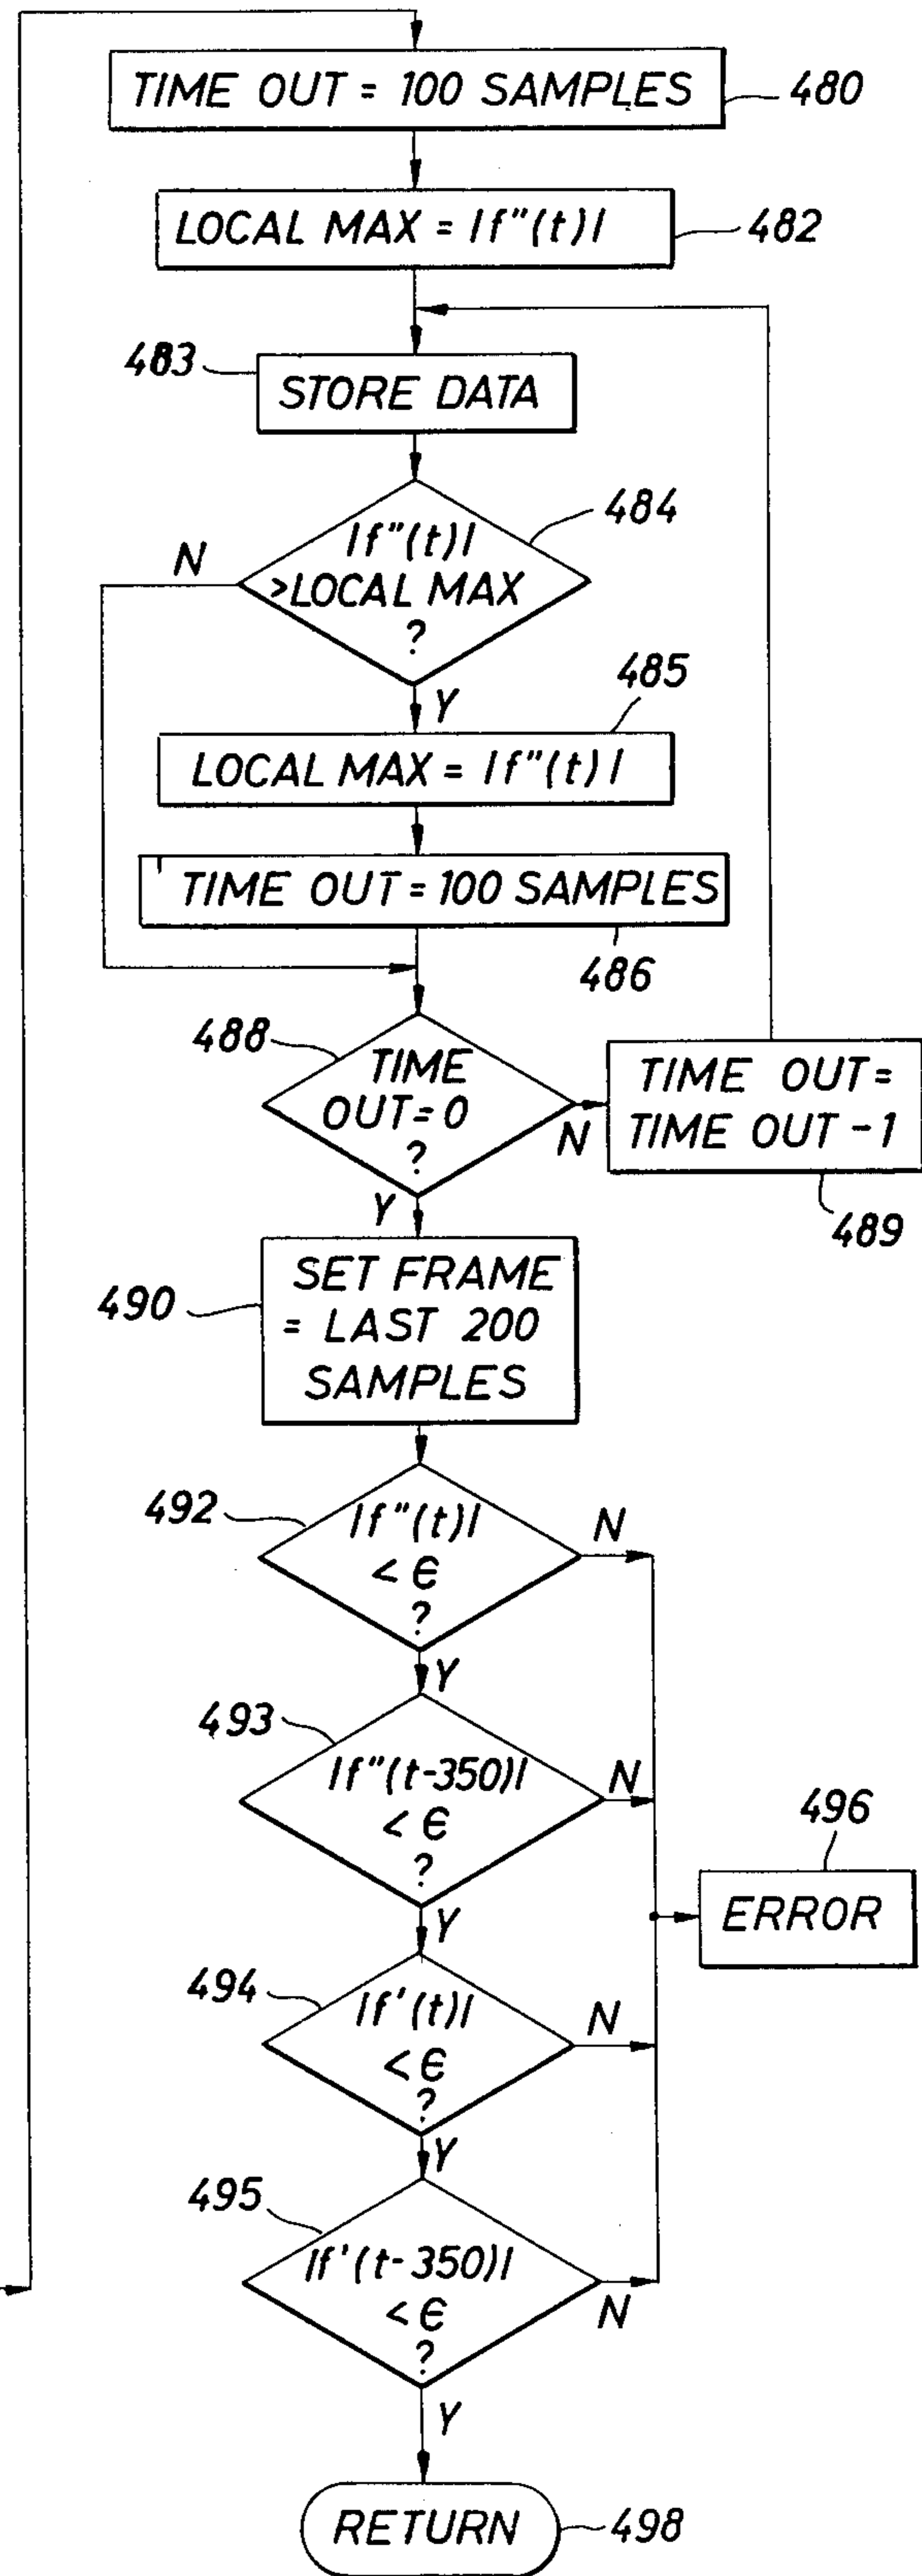 TIME OUT = 100 SAMPLES
480
LOCAL MAX = |f"(t)|
482
483
STORE DATA
484
|f"(t)|
>LOCAL MAX
?
N
Y
485
LOCAL MAX = |f"(t)|
TIME OUT = 100 SAMPLES
486
488
TIME
OUT=0
?
N
TIME OUT =
TIME OUT -1
489
Y
490
SET FRAME
= LAST 200
SAMPLES
492
|f"(t)|
< ϵ
?
N
Y
493
|f"(t-350)|
< ϵ
?
N
496
ERROR
Y
494
|f'(t)|
< ϵ
?
N
Y
495
|f'(t-350)|
< ϵ
?
N
Y
RETURN
498